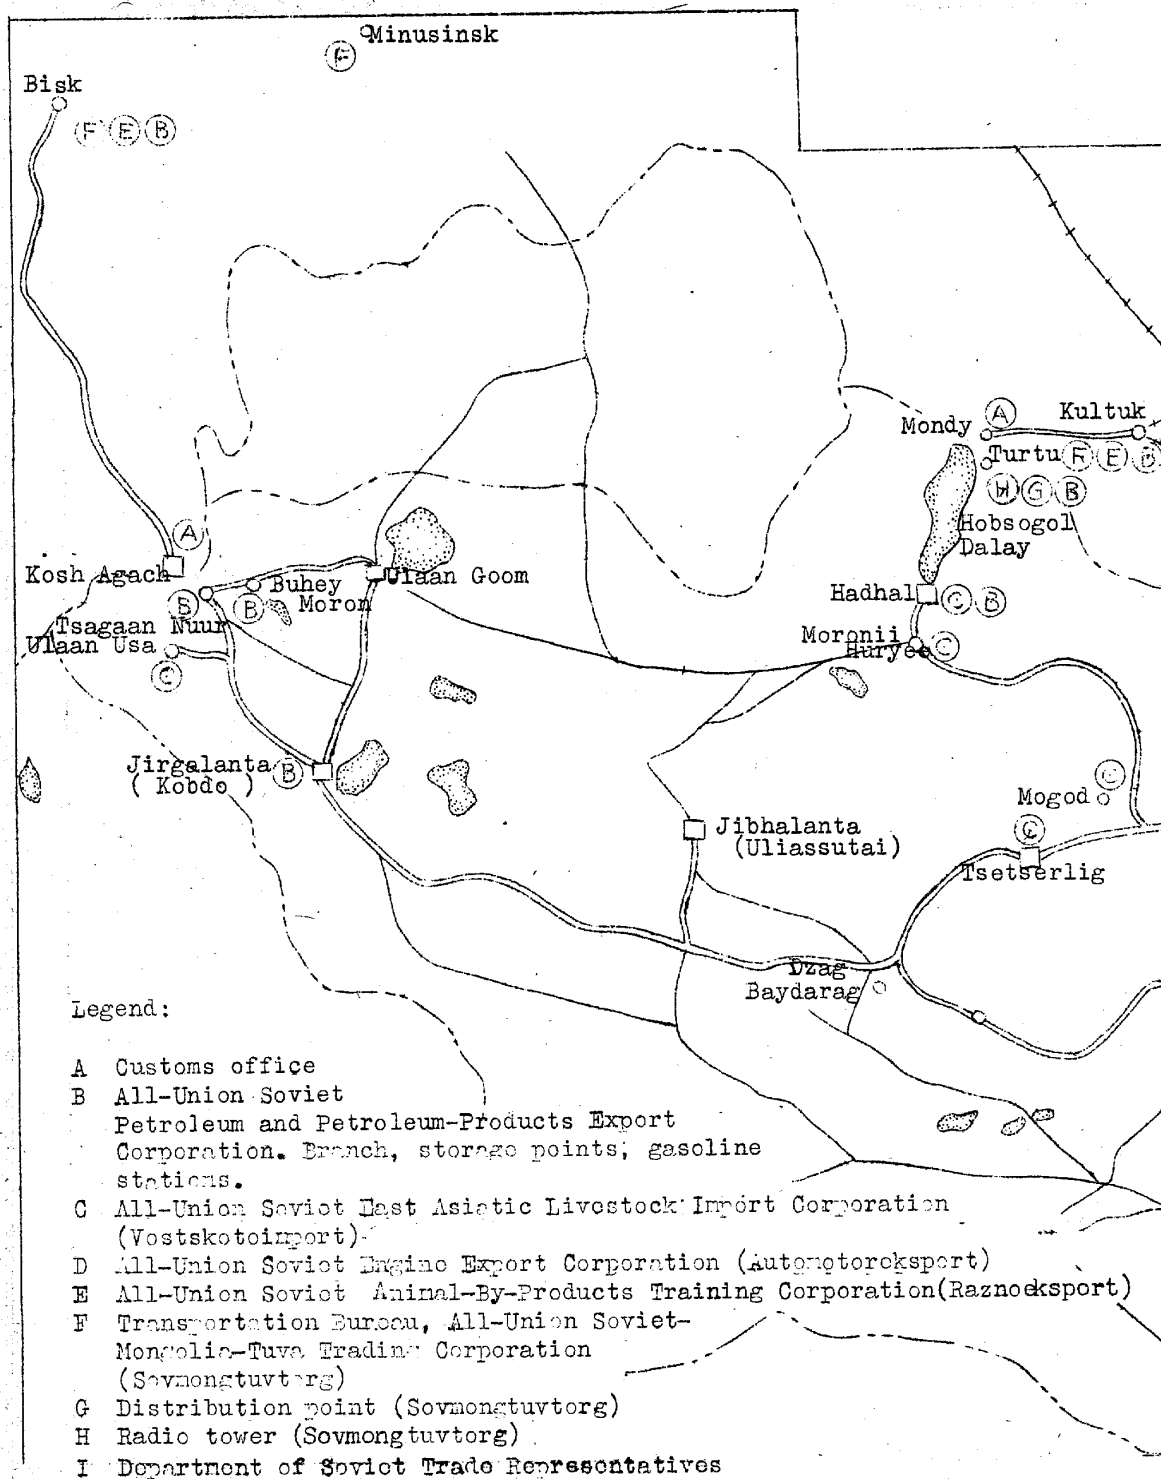 Minusinsk
F
Bisk
F E B
A
Mondy
Kultuk
Turtu F E B
H G B
Hobsogol
Dalay
A
Kosh Agach
Buhey
Moron
Ulaan Goom
B
B
Tsagaan Nuur
Ulaan Usa
C
Hadhal C B
Moronii
Huryee C
Jirgalanta B
( Kobdo )
C
Mogod
C
Jibhalanta
(Uliassutai)
Tsetserlig
Dzag
Baydarag
Legend:
A Customs office
B All-Union Soviet
Petroleum and Petroleum-Products Export
Corporation. Branch, storage points, gasoline
stations.
C All-Union Soviet East Asiatic Livestock Import Corporation
(Vostskotoimport)
D All-Union Soviet Engine Export Corporation (Automotoreksport)
E All-Union Soviet Animal-By-Products Training Corporation(Raznoeksport)
F Transportation Bureau, All-Union Soviet-
Mongolia-Tuva Trading Corporation
(Sovmongtuvtorg)
G Distribution point (Sovmongtuvtorg)
H Radio tower (Sovmongtuvtorg)
I Department of Soviet Trade Representatives